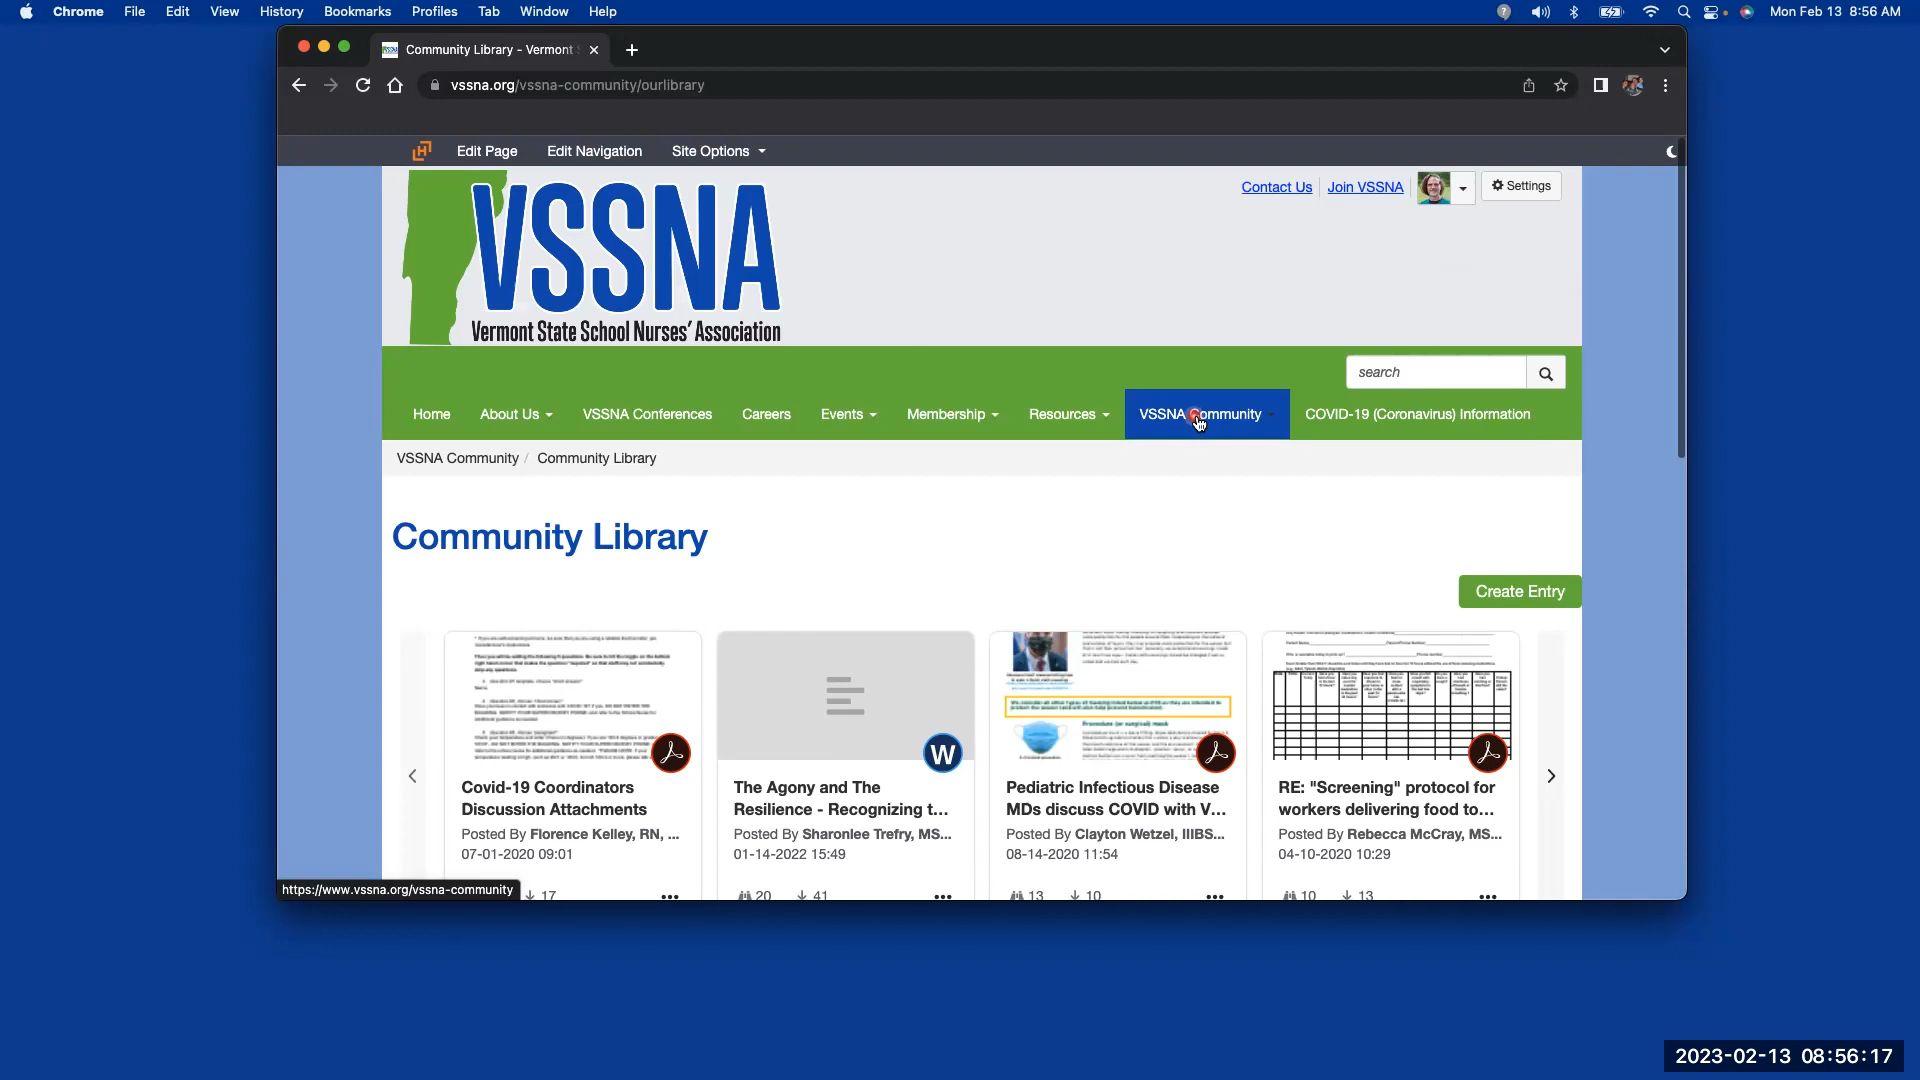 Chrome File Edit View History Bookmarks Profiles Tab Window Help Mon Feb 13 8:56 AM
Community Library - Vermont
vssna.org/vssna-community/ourlibrary
Edit Page Edit Navigation Site Options
Contact Us Join VSSNA Settings
VSSNA
Vermont State School Nurses' Association
search
Home About Us VSSNA Conferences Careers Events Membership Resources VSSNA Community COVID-19 (Coronavirus) Information
VSSNA Community / Community Library
Community Library
Create Entry
Covid-19 Coordinators
Discussion Attachments
Posted By Florence Kelley, RN, ...
07-01-2020 09:01
17
W
The Agony and The
Resilience - Recognizing t...
Posted By Sharonlee Trefry, MS...
01-14-2022 15:49
20 41
Pediatric Infectious Disease
MDs discuss COVID with V...
Posted By Clayton Wetzel, IIIBS...
08-14-2020 11:54
13 10
RE: "Screening" protocol for
workers delivering food to...
Posted By Rebecca McCray, MS...
04-10-2020 10:29
10 13
https://www.vssna.org/vssna-community
2023-02-13 08:56:17